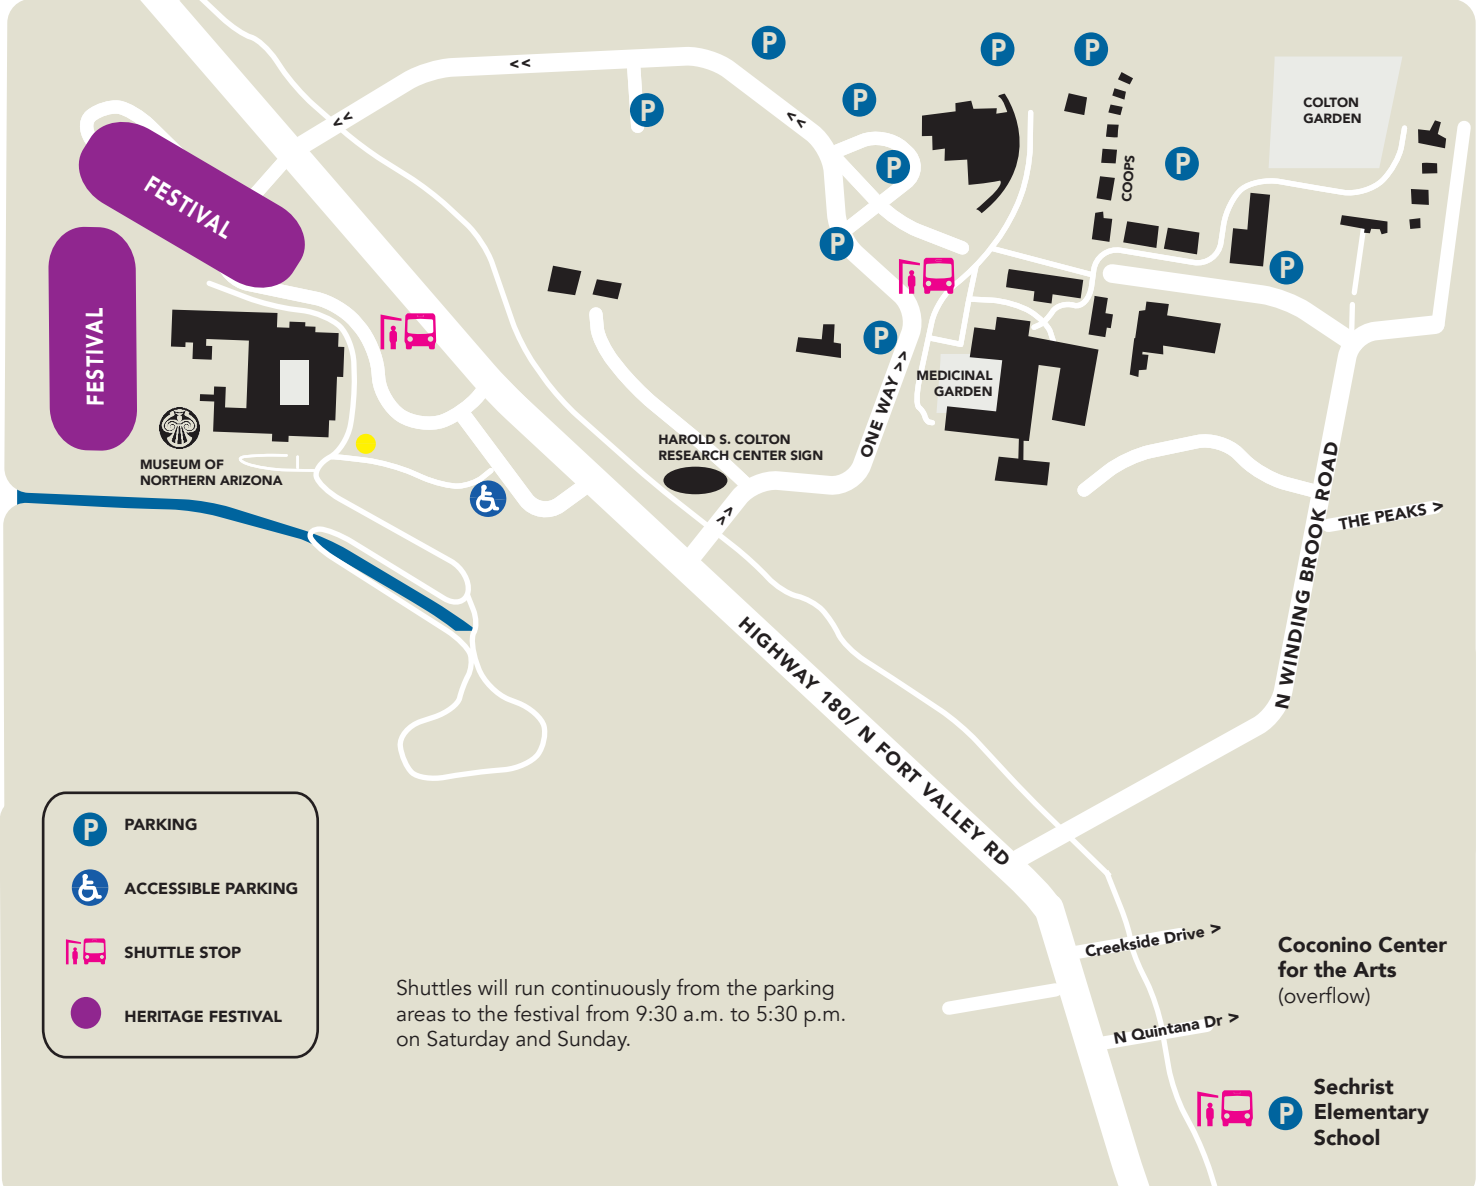 <<
<<
<<
P
P
P
P
P
P
P
P
P
P
COLTON
GARDEN
COOPS
FESTIVAL
FESTIVAL
MEDICINAL
GARDEN
ONE WAY >>
HAROLD S. COLTON
RESEARCH CENTER SIGN
>>
MUSEUM OF
NORTHERN ARIZONA
THE PEAKS >
N WINDING BROOK ROAD
HIGHWAY 180/ N FORT VALLEY RD
P PARKING
ACCESSIBLE PARKING
SHUTTLE STOP
HERITAGE FESTIVAL
Shuttles will run continuously from the parking
areas to the festival from 9:30 a.m. to 5:30 p.m.
on Saturday and Sunday.
Creekside Drive >
Coconino Center
for the Arts
(overflow)
N Quintana Dr >
P
Sechrist
Elementary
School